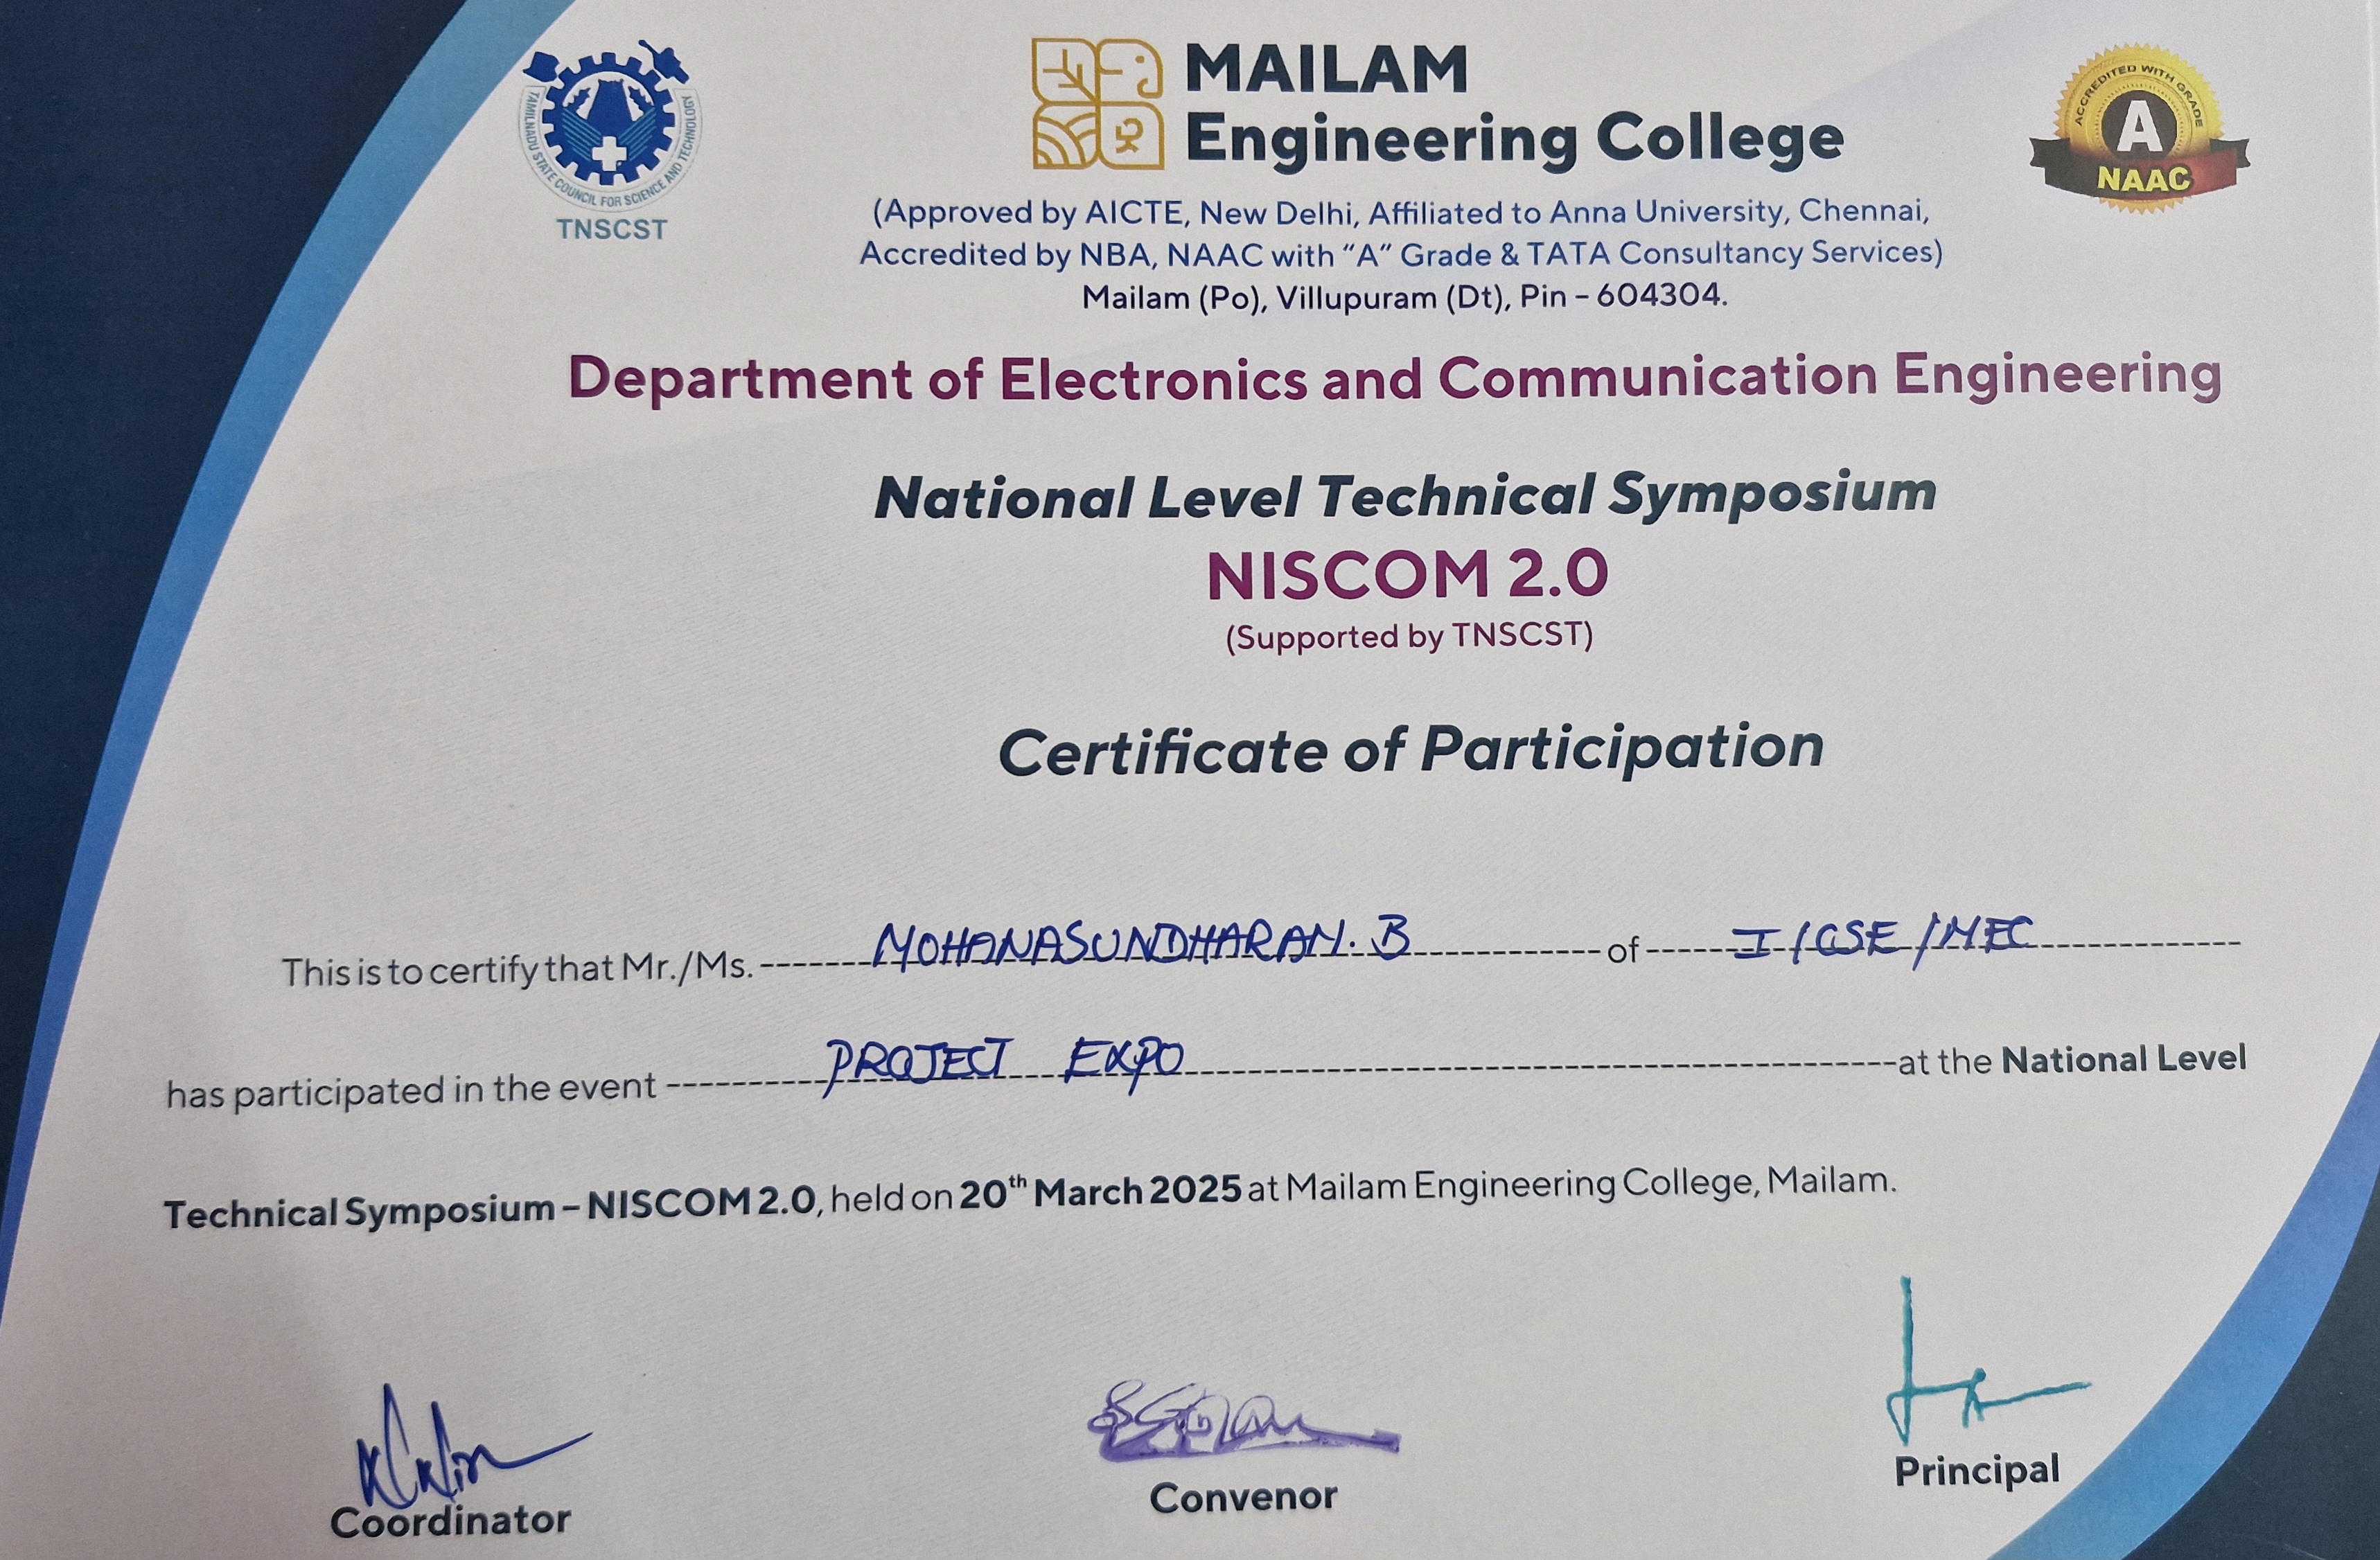 TAMILNADU STATE COUNCIL FOR SCIENCE AND TECHNOLOGY
TNSCST
MAILAM
Engineering College
ACCREDITED WITH GRADE
A
NAAC
(Approved by AICTE, New Delhi, Affiliated to Anna University, Chennai,
Accredited by NBA, NAAC with “A” Grade & TATA Consultancy Services)
Mailam (Po), Villupuram (Dt), Pin – 604304.
Department of Electronics and Communication Engineering
National Level Technical Symposium
NISCOM 2.0
(Supported by TNSCST)
Certificate of Participation
This is to certify that Mr./Ms. MOHANASUNDHARAM. B of I / CSE / MEC
has participated in the event PROJECT EXPO at the National Level
Technical Symposium – NISCOM 2.0, held on 20th March 2025 at Mailam Engineering College, Mailam.
Coordinator
Convenor
Principal